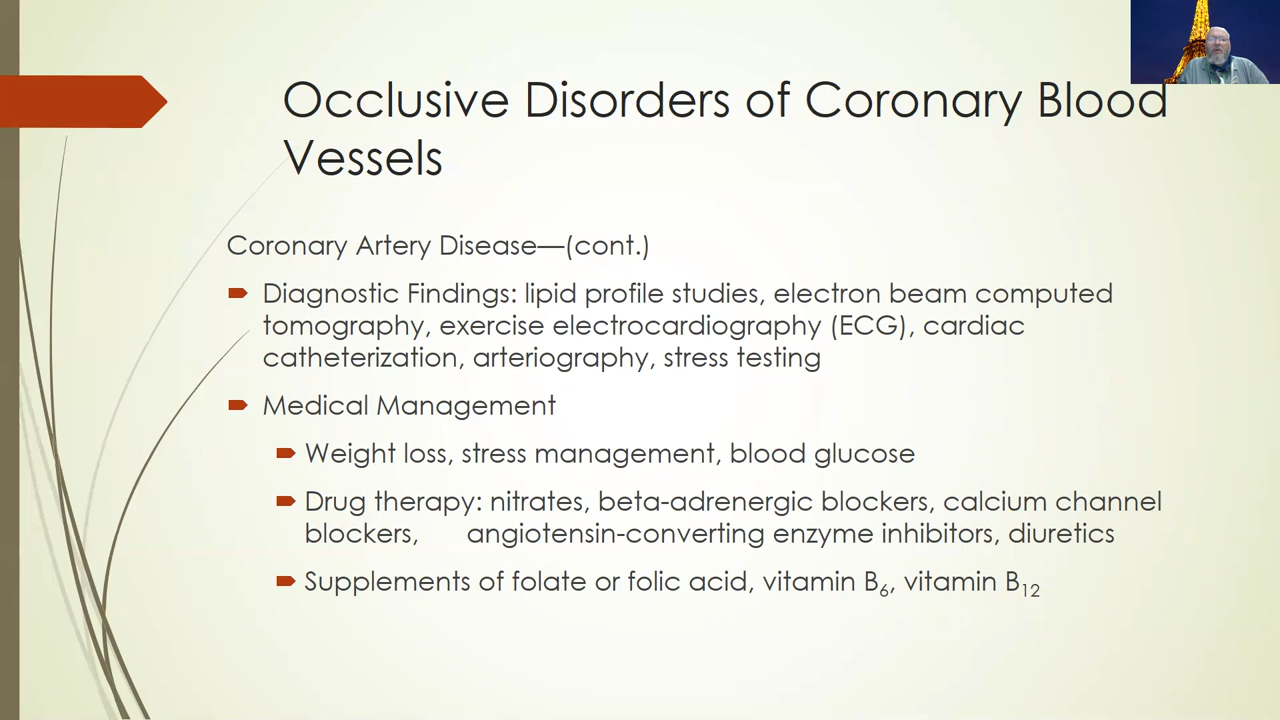 Occlusive Disorders of Coronary Blood
Vessels
Coronary Artery Disease—(cont.)
Diagnostic Findings: lipid profile studies, electron beam computed
tomography, exercise electrocardiography (ECG), cardiac
catheterization, arteriography, stress testing
Medical Management
Weight loss, stress management, blood glucose
Drug therapy: nitrates, beta-adrenergic blockers, calcium channel
blockers, angiotensin-converting enzyme inhibitors, diuretics
Supplements of folate or folic acid, vitamin B₆, vitamin B₁₂